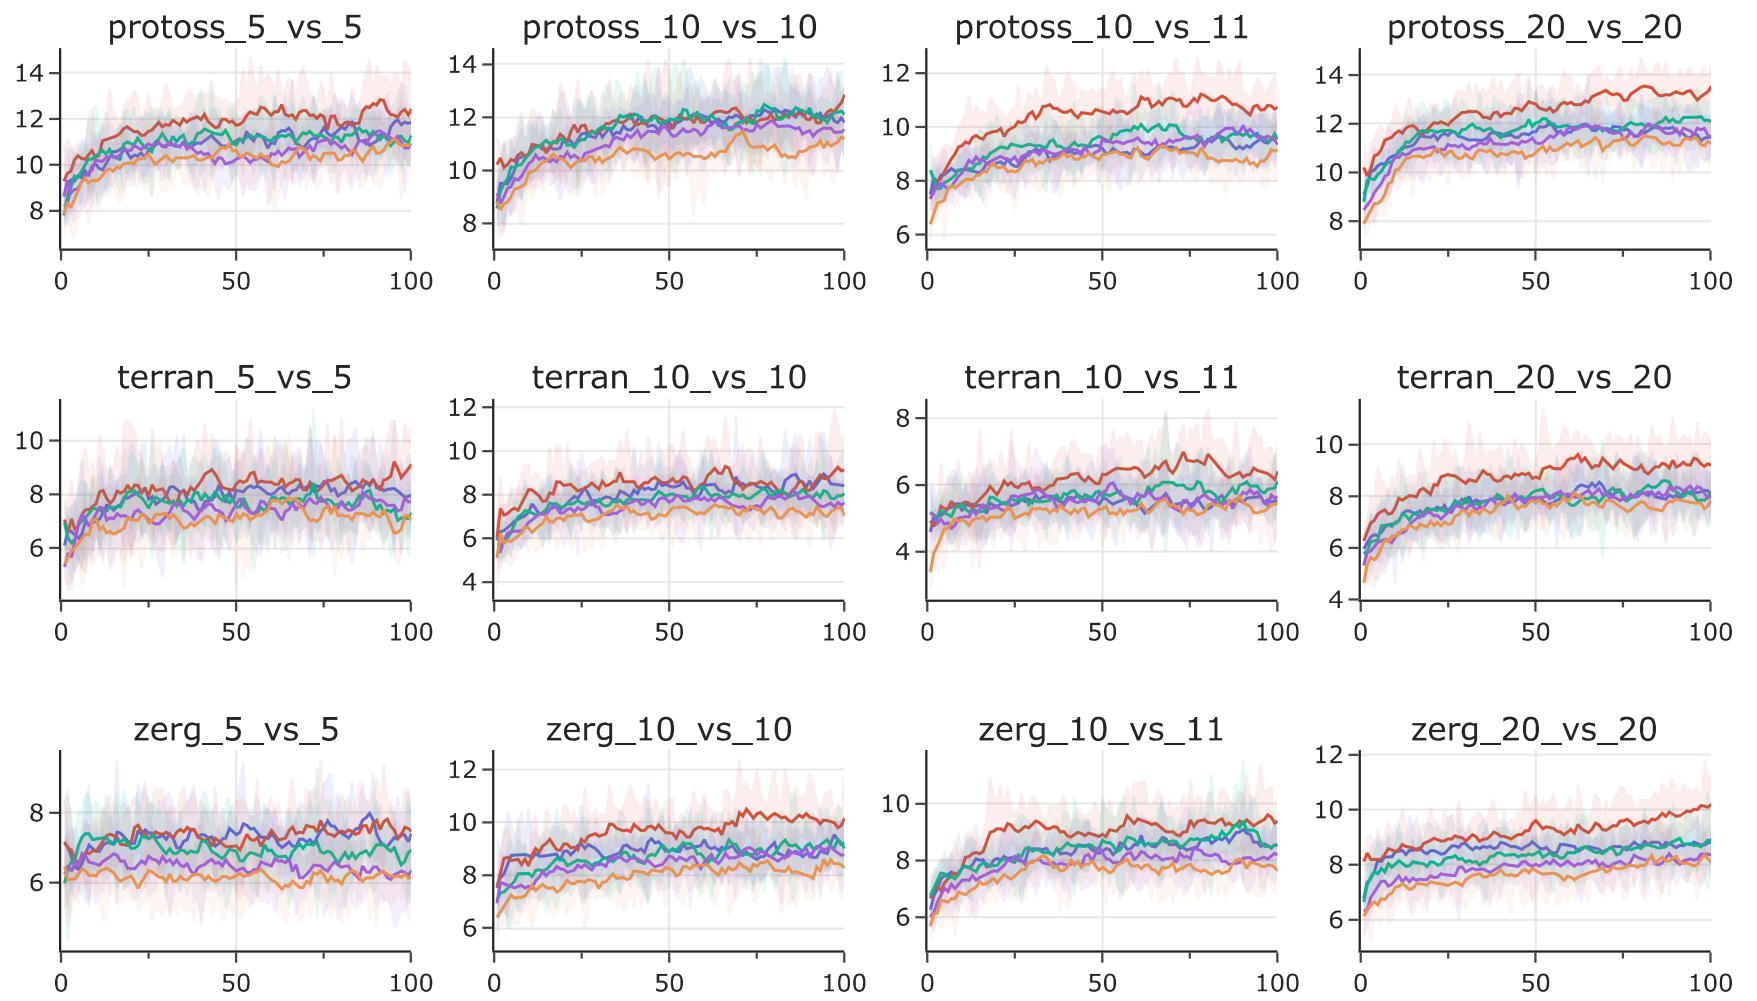 protoss_5_vs_5 protoss_10_vs_10 protoss_10_vs_11 protoss_20_vs_20
14 12 10 8
14 12 10 8
12 10 8 6
14 12 10 8
0 50 100 0 50 100 0 50 100 0 50 100
terran_5_vs_5 terran_10_vs_10 terran_10_vs_11 terran_20_vs_20
10 8 6
12 10 8 6 4
8 6 4
10 8 6 4
0 50 100 0 50 100 0 50 100 0 50 100
zerg_5_vs_5 zerg_10_vs_10 zerg_10_vs_11 zerg_20_vs_20
8 6
12 10 8 6
10 8 6
12 10 8 6
0 50 100 0 50 100 0 50 100 0 50 100